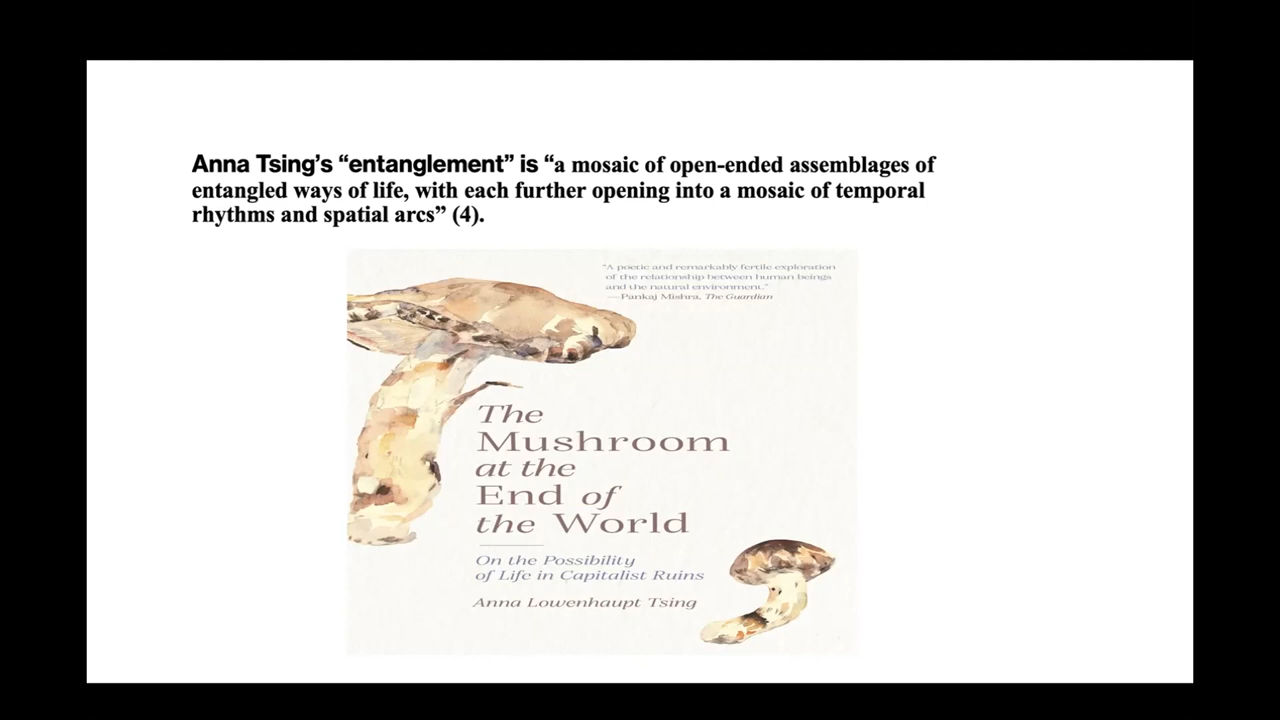 Anna Tsing’s “entanglement” is “a mosaic of open-ended assemblages of
entangled ways of life, with each further opening into a mosaic of temporal
rhythms and spatial arcs” (4).
“A poetic and remarkably fertile exploration
of the relationship between human beings
and the natural environment.”
—Pankaj Mishra, The Guardian
The
Mushroom
at the
End of
the World
On the Possibility
of Life in Capitalist Ruins
Anna Lowenhaupt Tsing